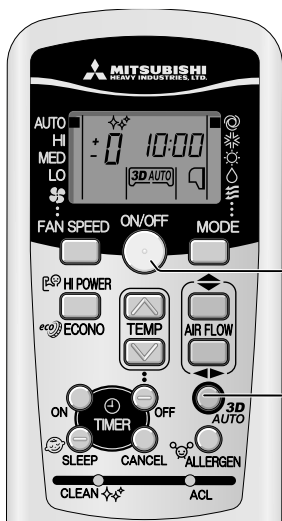 MITSUBISHI
HEAVY INDUSTRIES, LTD.
AUTO
HI
MED
LO
+
-
0
10:00
3D AUTO
FAN SPEED
ON/OFF
MODE
HI POWER
eco
ECONO
TEMP
AIR FLOW
ON
TIMER
OFF
3D
AUTO
SLEEP
CANCEL
ALLERGEN
CLEAN
ACL